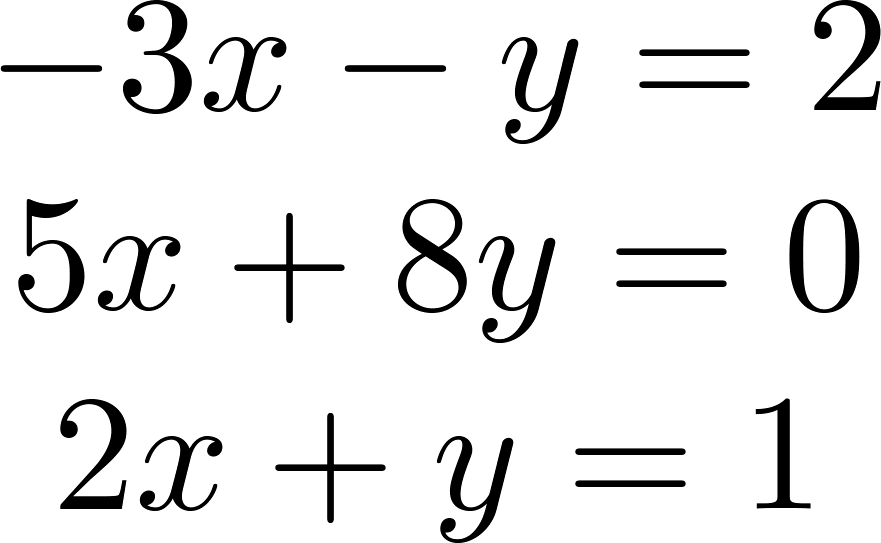 −3x − y = 2
5x + 8y = 0
2x + y = 1